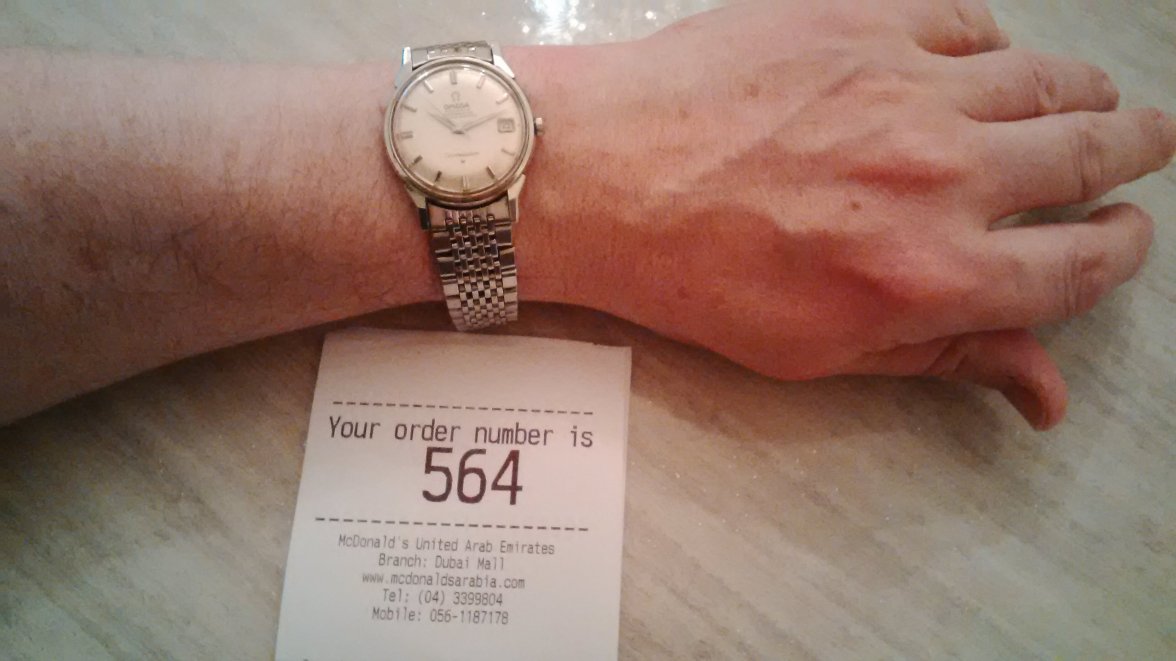 OMEGA
Your order number is
564
McDonald's United Arab Emirates
Branch: Dubai Mall
www.mcdonaldsarabia.com
Tel: (04) 3399804
Mobile: 056-1187178